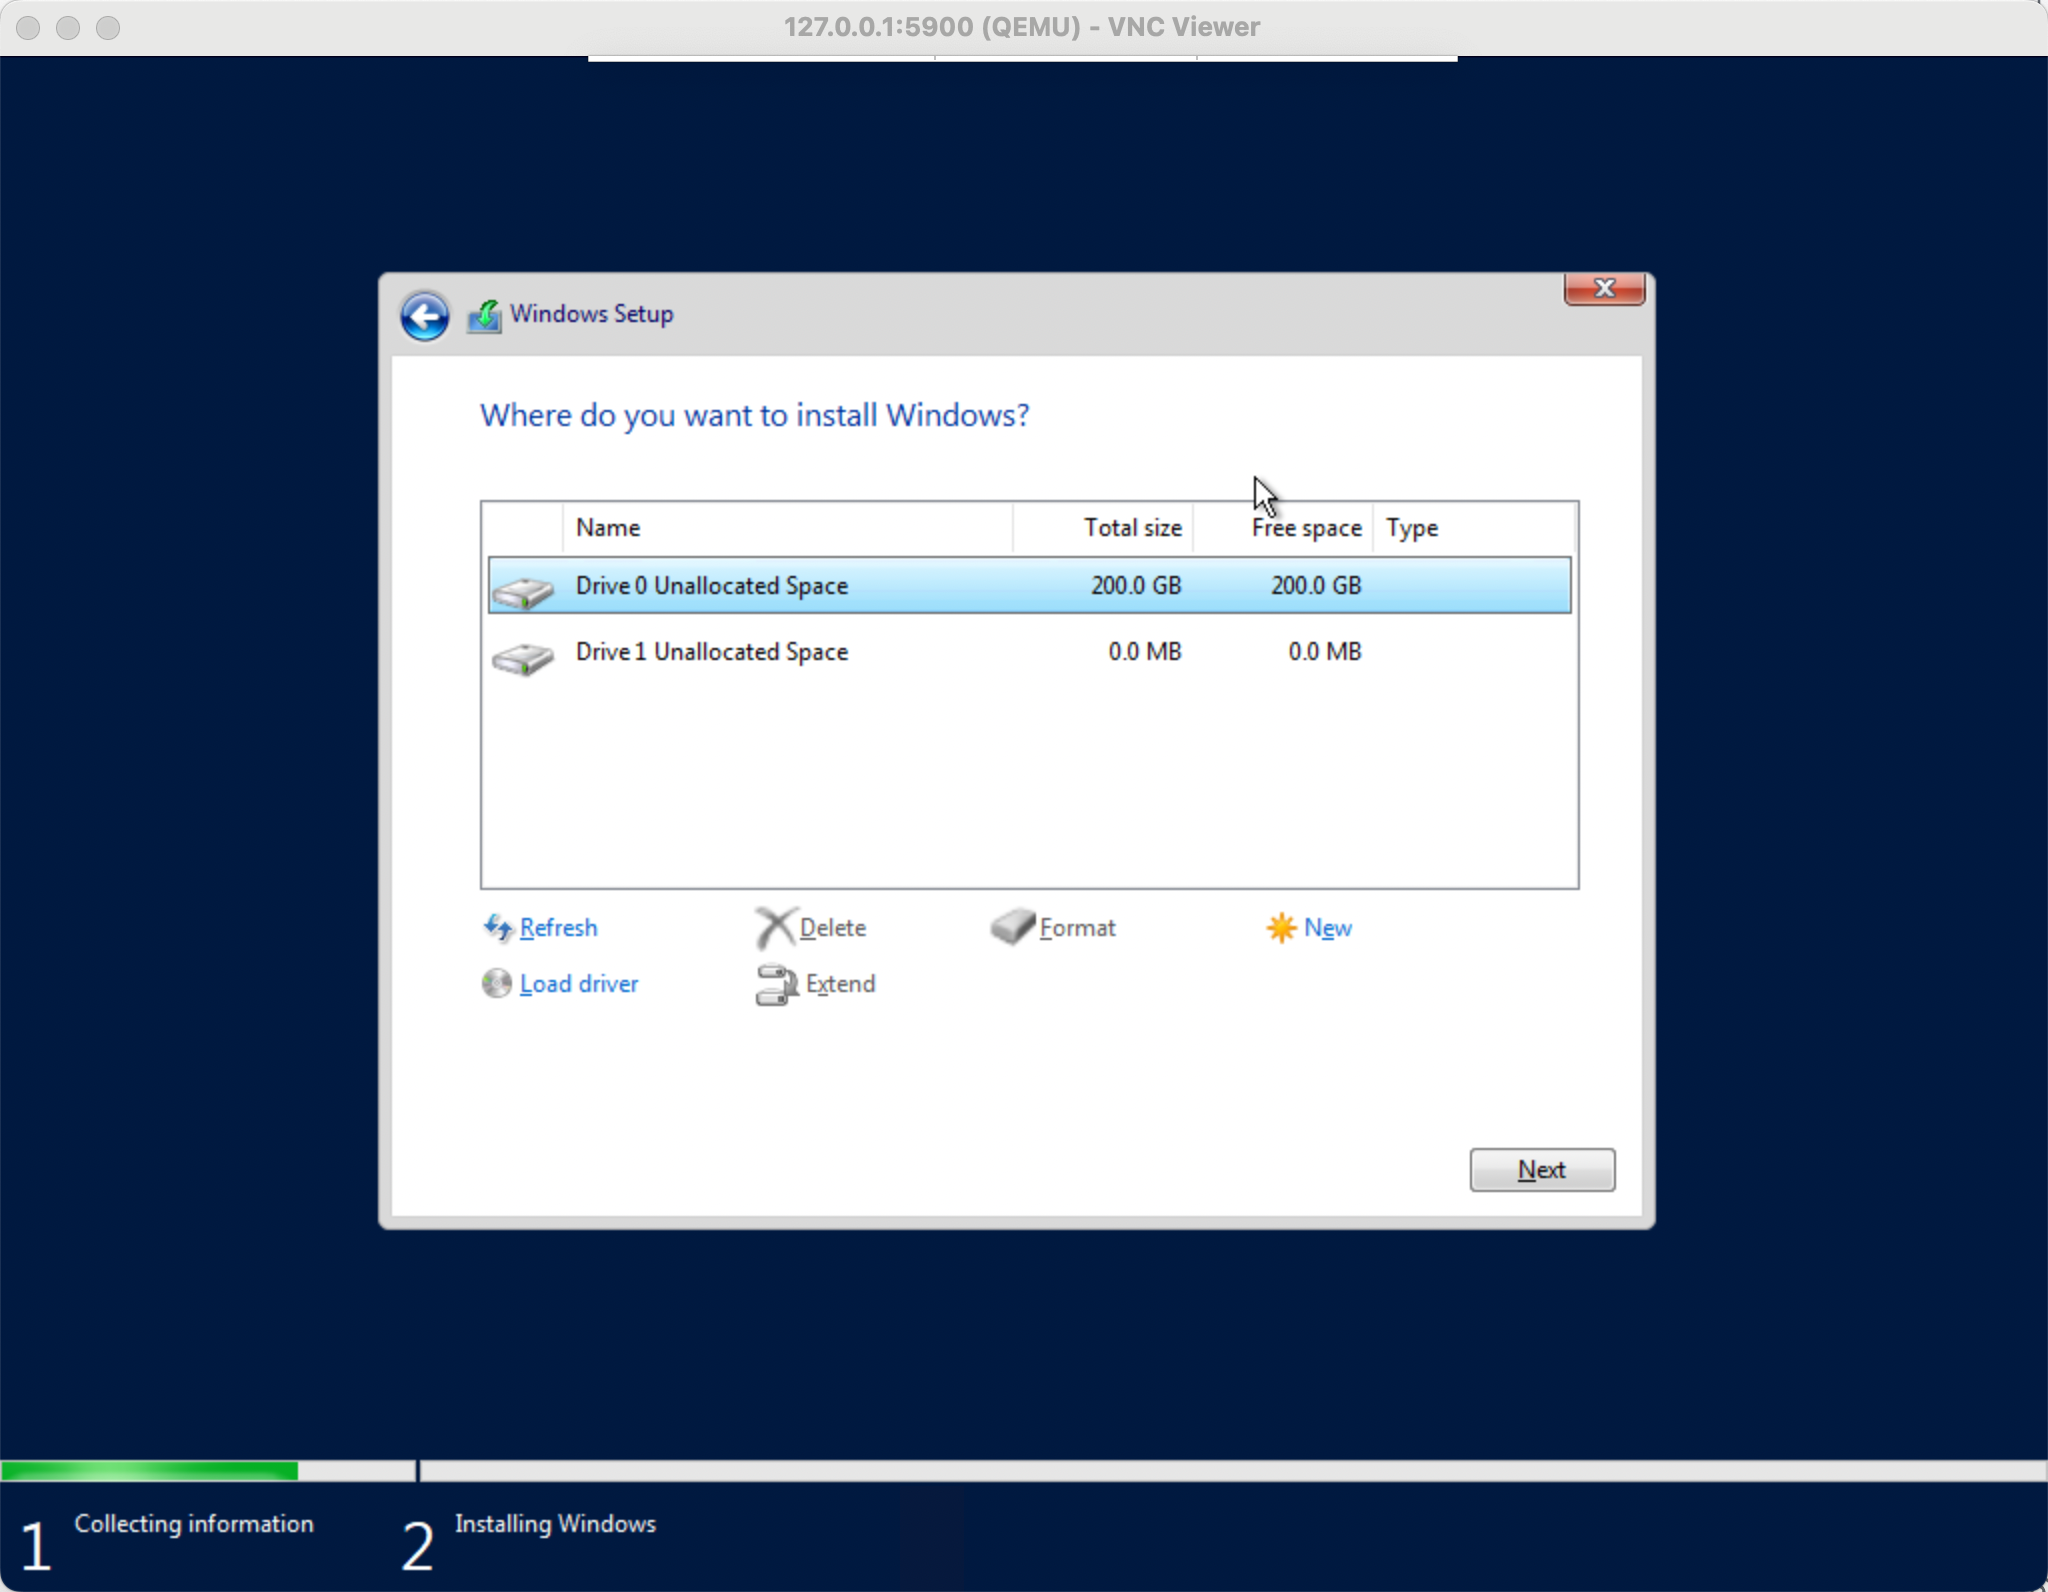 127.0.0.1:5900 (QEMU) - VNC Viewer
Windows Setup
Where do you want to install Windows?
Name Total size Free space Type
Drive 0 Unallocated Space 200.0 GB 200.0 GB
Drive 1 Unallocated Space 0.0 MB 0.0 MB
Refresh Delete Format New
Load driver Extend
Next
1 Collecting information 2 Installing Windows